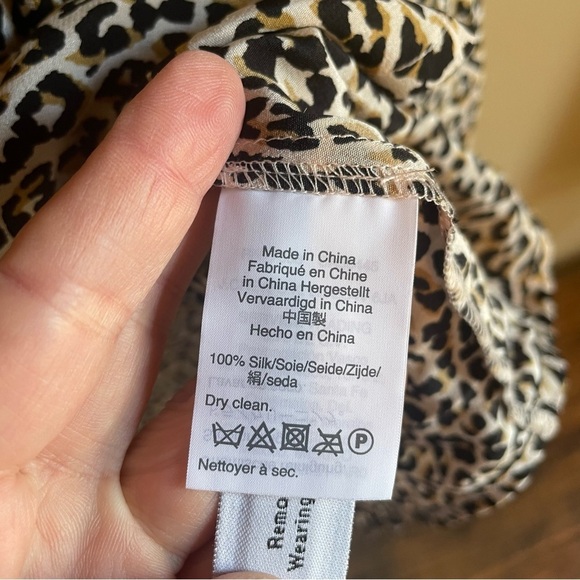 Made in China
Fabriqué en Chine
in China Hergestellt
Vervaardigd in China
中国製
Hecho en China
100% Silk/Soie/Seide/Zijde/
絹/seda
Dry clean.
P
Nettoyer à sec.
Remo
Wearing